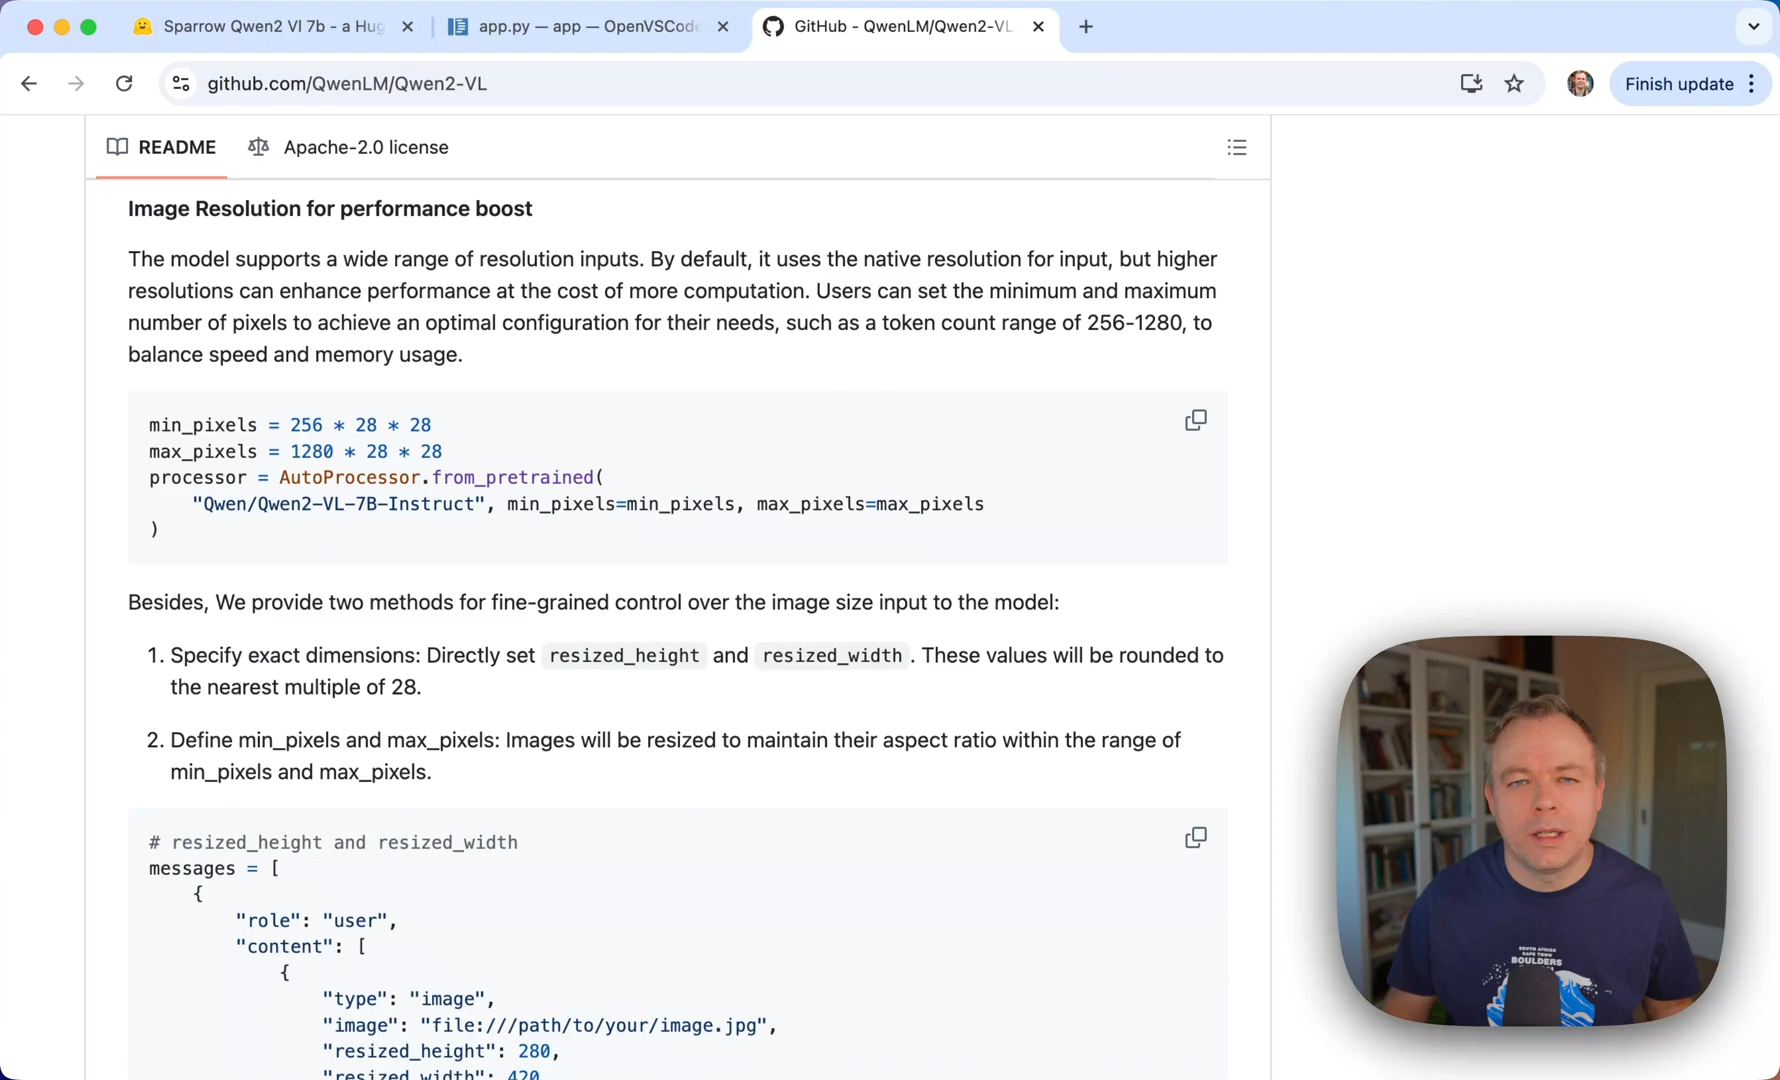 Sparrow Qwen2 Vl 7b - a Hug
app.py — app — OpenVSCode
GitHub - QwenLM/Qwen2-VL
github.com/QwenLM/Qwen2-VL
Finish update
README
Apache-2.0 license
Image Resolution for performance boost
The model supports a wide range of resolution inputs. By default, it uses the native resolution for input, but higher
resolutions can enhance performance at the cost of more computation. Users can set the minimum and maximum
number of pixels to achieve an optimal configuration for their needs, such as a token count range of 256-1280, to
balance speed and memory usage.
min_pixels = 256 * 28 * 28
max_pixels = 1280 * 28 * 28
processor = AutoProcessor.from_pretrained(
"Qwen/Qwen2-VL-7B-Instruct", min_pixels=min_pixels, max_pixels=max_pixels
)
Besides, We provide two methods for fine-grained control over the image size input to the model:
1. Specify exact dimensions: Directly set resized_height and resized_width. These values will be rounded to
the nearest multiple of 28.
2. Define min_pixels and max_pixels: Images will be resized to maintain their aspect ratio within the range of
min_pixels and max_pixels.
# resized_height and resized_width
messages = [
{
"role": "user",
"content": [
{
"type": "image",
"image": "file:///path/to/your/image.jpg",
"resized_height": 280,
"resized_width": 420
SOUTH AFRICA
CAPE TOWN
BOULDERS